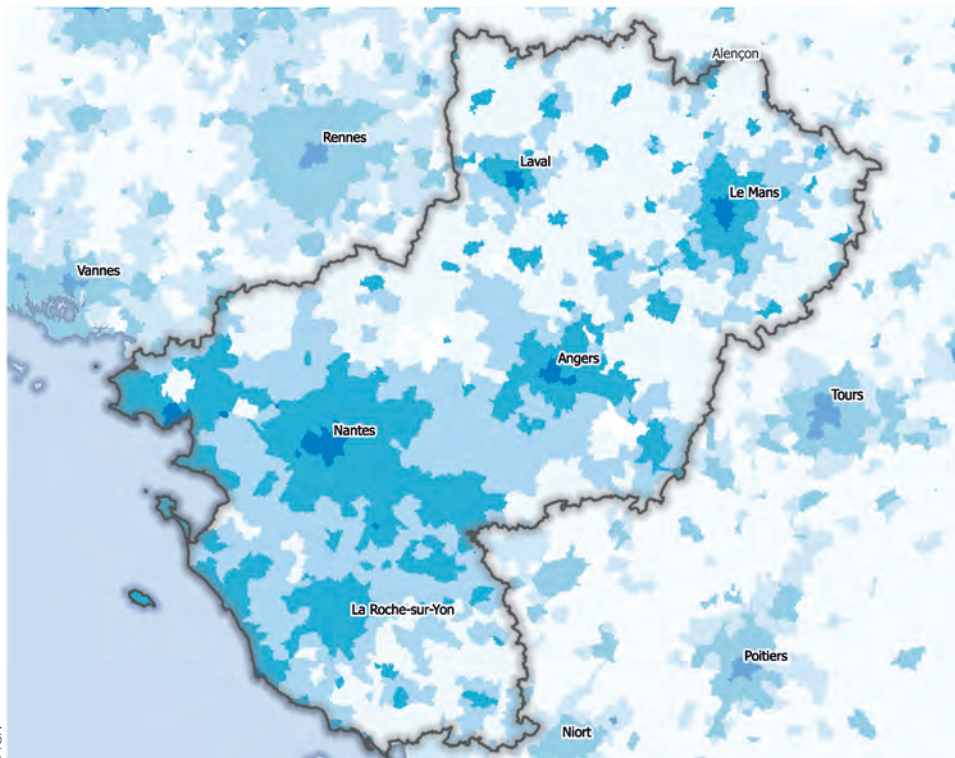 Alençon
Rennes
Laval
Le Mans
Vannes
Angers
Tours
Nantes
La Roche-sur-Yon
Poitiers
Niort